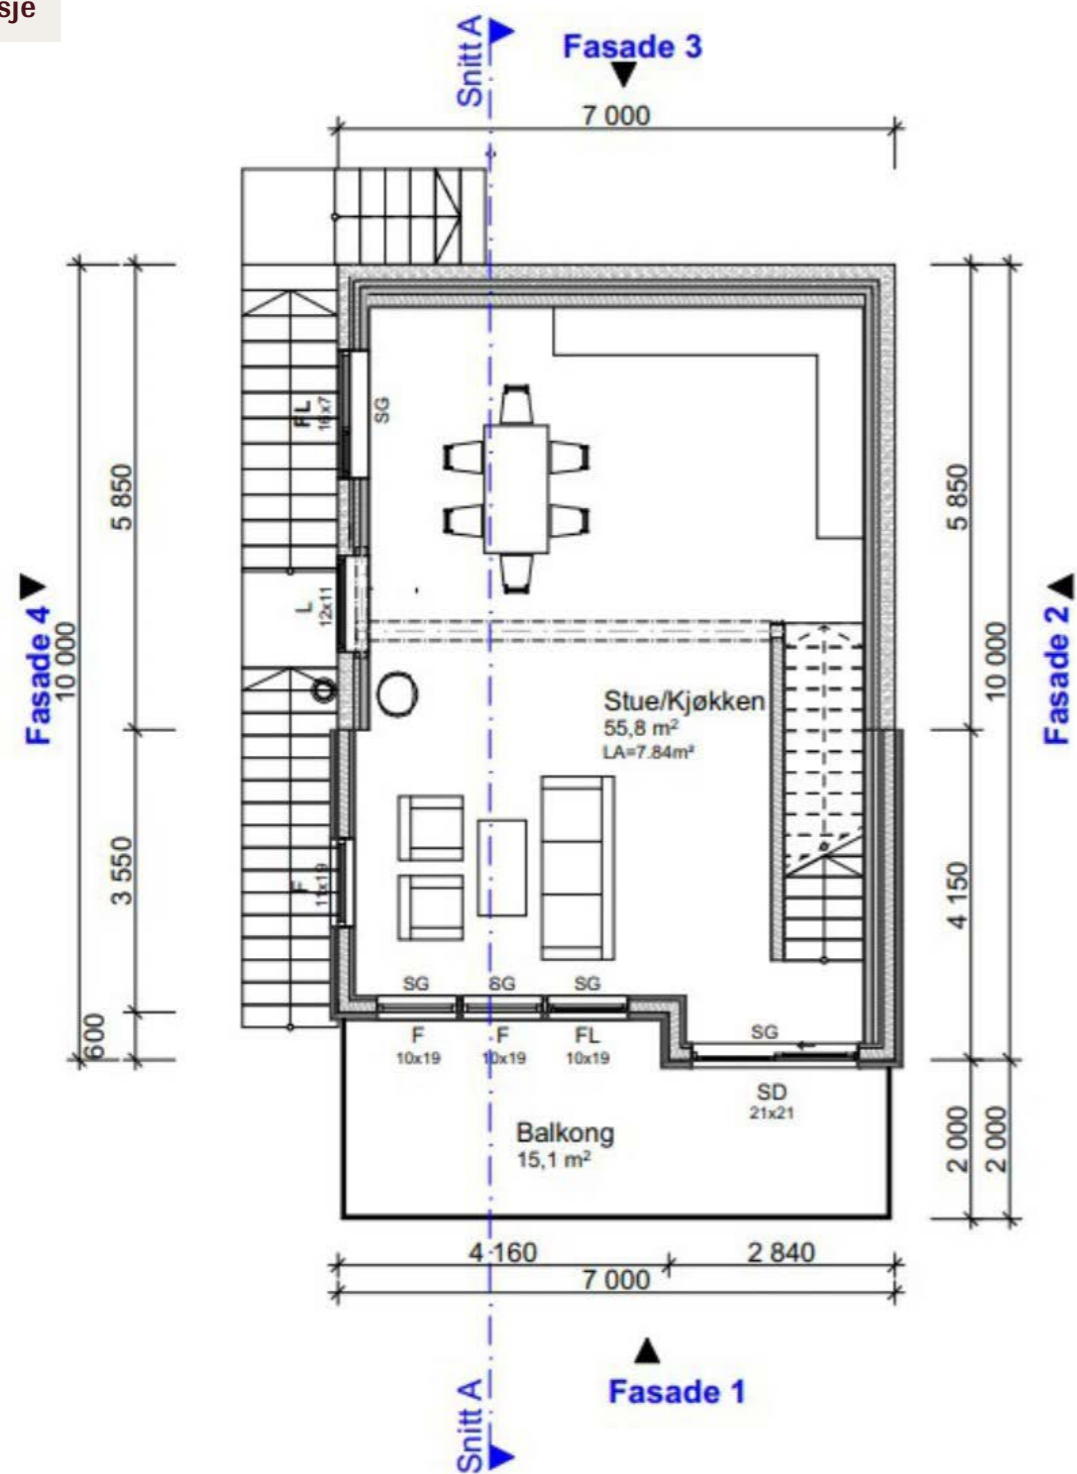 sje
Snitt A
Fasade 3
7 000
FL
16x7
SG
5 850
5 850
L
12x11
Fasade 4
10 000
10 000
Fasade 2
Stue/Kjøkken
55,8 m²
LA=7.84m²
3 550
F
11x19
4 150
SG
SG
SG
F
10x19
F
10x19
FL
10x19
SG
SD
21x21
600
Balkong
15,1 m²
2 000
2 000
4 160
2 840
7 000
Fasade 1
Snitt A